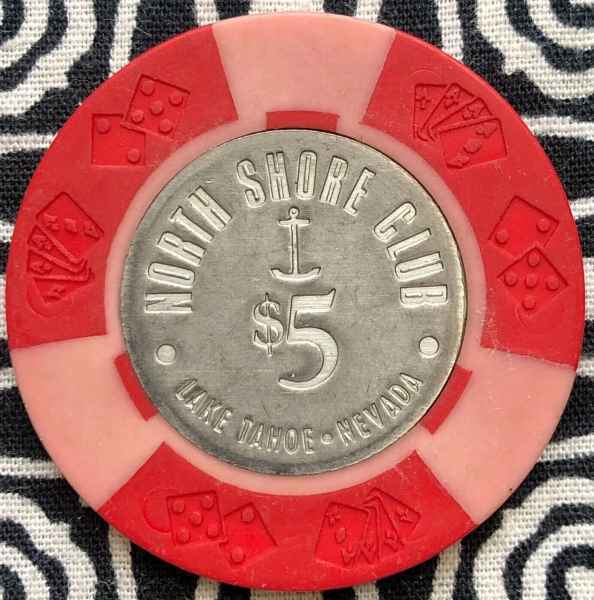 NORTH SHORE CLUB
$5
LAKE TAHOE • NEVADA